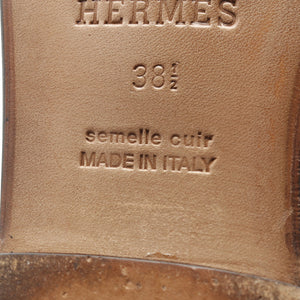 HERMES
38½
semelle cuir
MADE IN ITALY